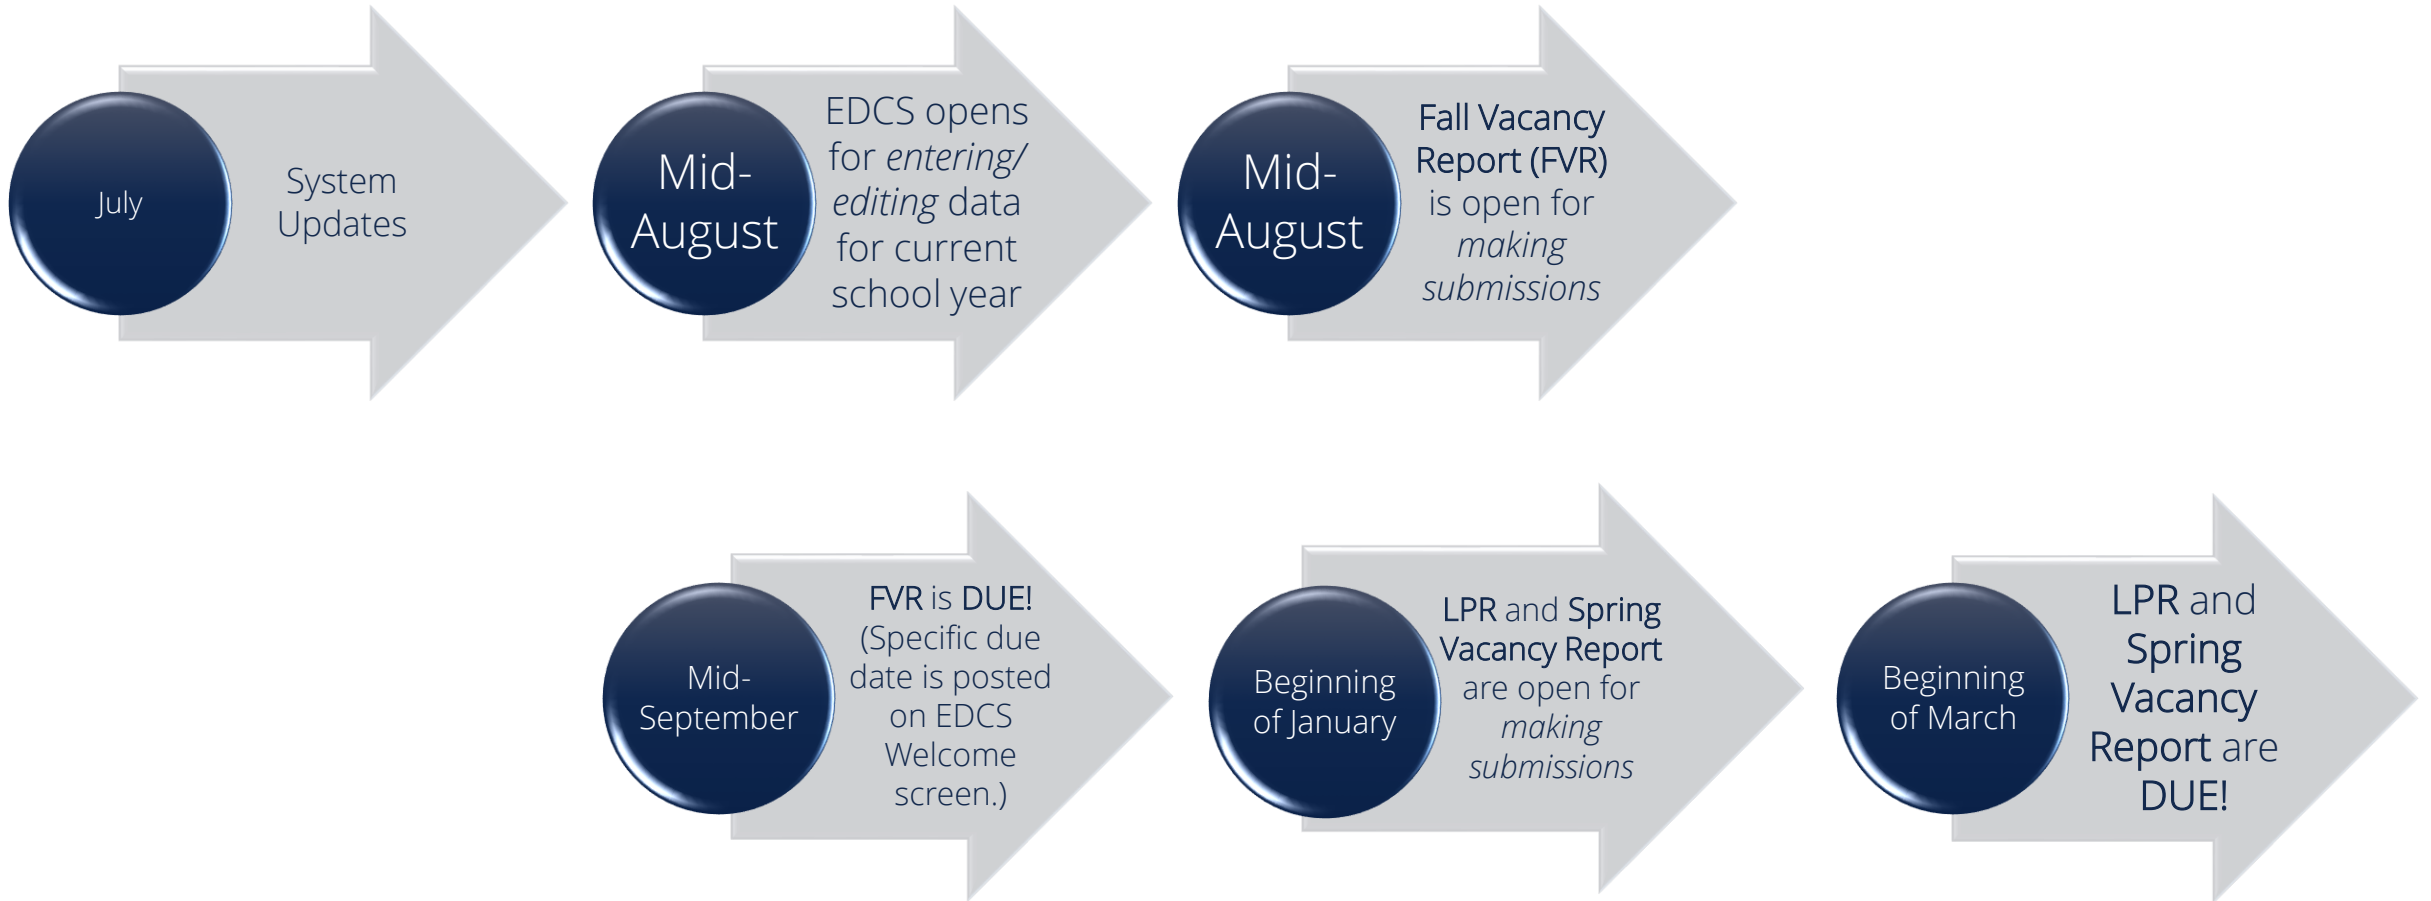 July
System
Updates
Mid-
August
EDCS opens
for entering/
editing data
for current
school year
Mid-
August
Fall Vacancy
Report (FVR)
is open for
making
submissions
Mid-
September
FVR is DUE!
(Specific due
date is posted
on EDCS
Welcome
screen.)
Beginning
of January
LPR and Spring
Vacancy Report
are open for
making
submissions
Beginning
of March
LPR and
Spring
Vacancy
Report are
DUE!